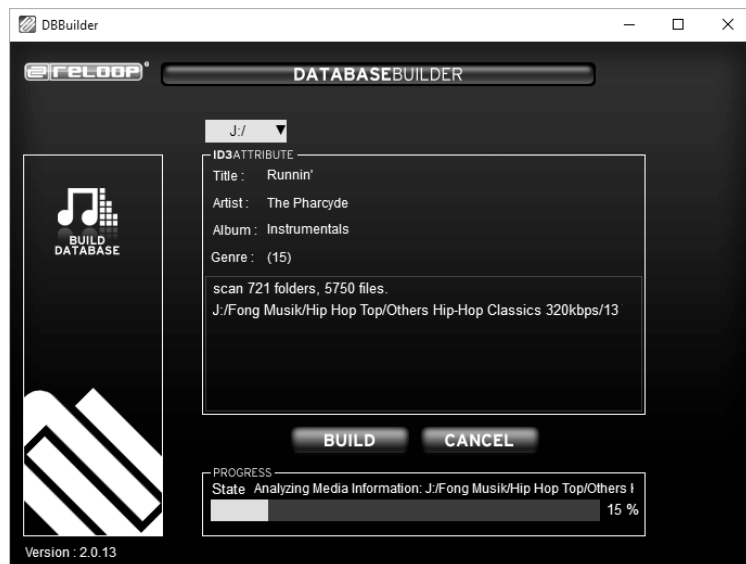 DBBuilder
reloop
DATABASEBUILDER
J:/
ID3ATTRIBUTE
Title : Runnin'
Artist : The Pharcyde
Album : Instrumentals
Genre : (15)
BUILD
DATABASE
scan 721 folders, 5750 files.
J:/Fong Musik/Hip Hop Top/Others Hip-Hop Classics 320kbps/13
BUILD CANCEL
PROGRESS
State Analyzing Media Information: J:/Fong Musik/Hip Hop Top/Others
15 %
Version : 2.0.13